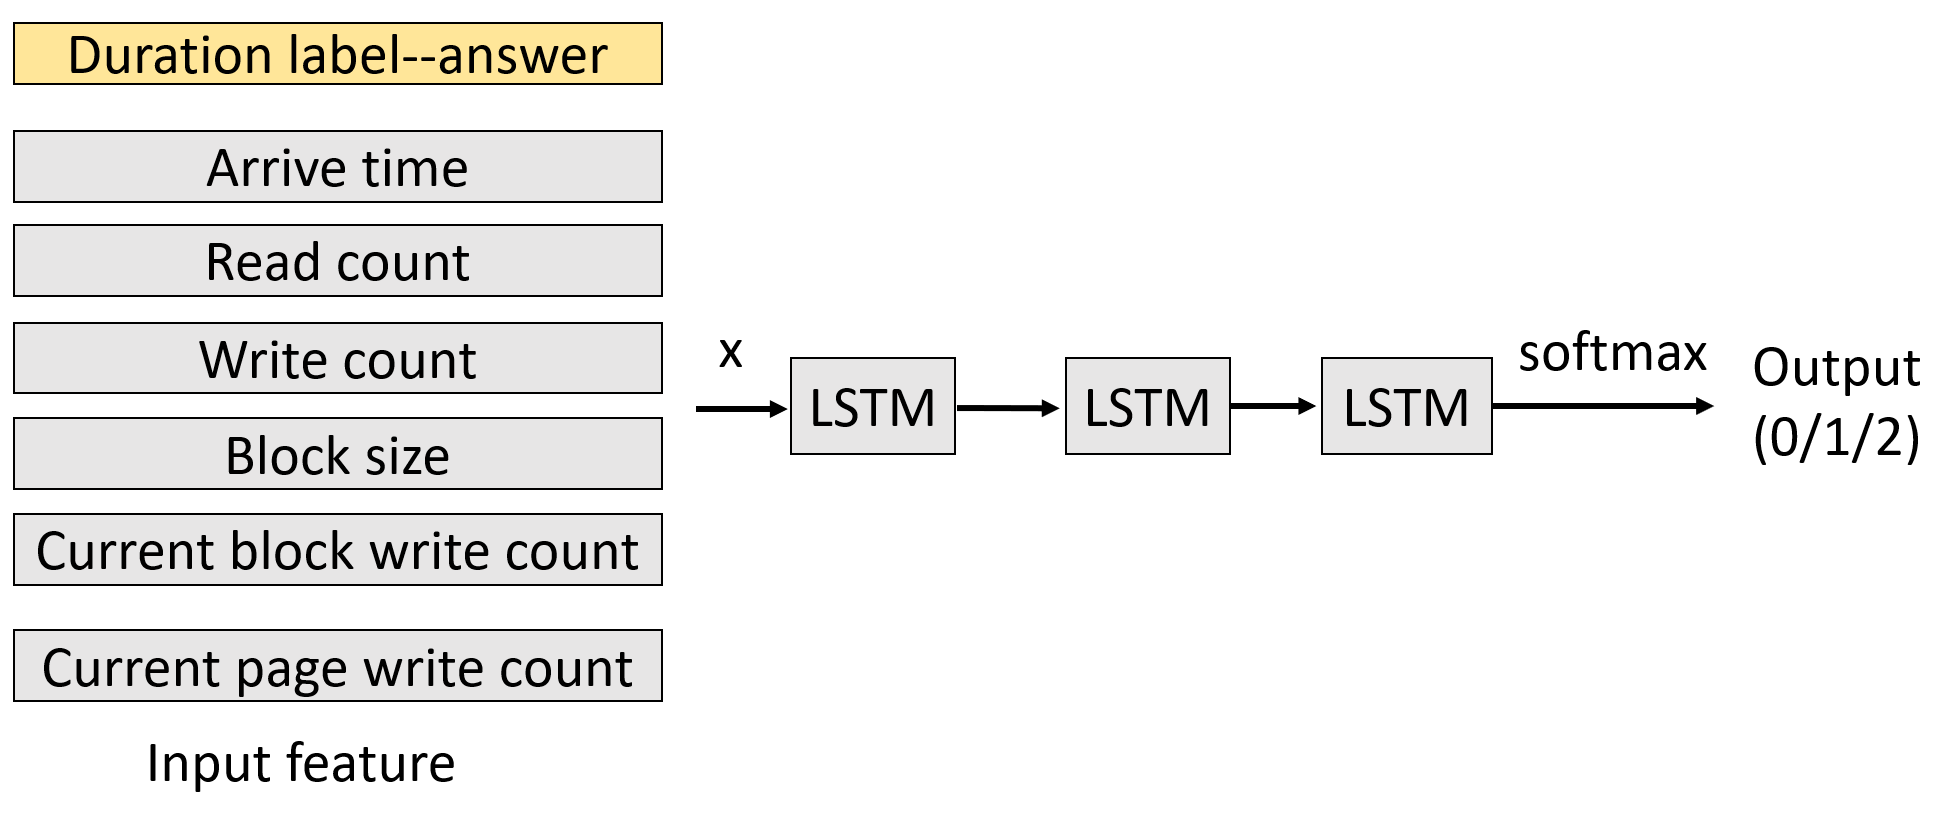 Duration label--answer
Arrive time
Read count
Write count
Block size
Current block write count
Current page write count
Input feature
x
LSTM
LSTM
LSTM
softmax
Output
(0/1/2)